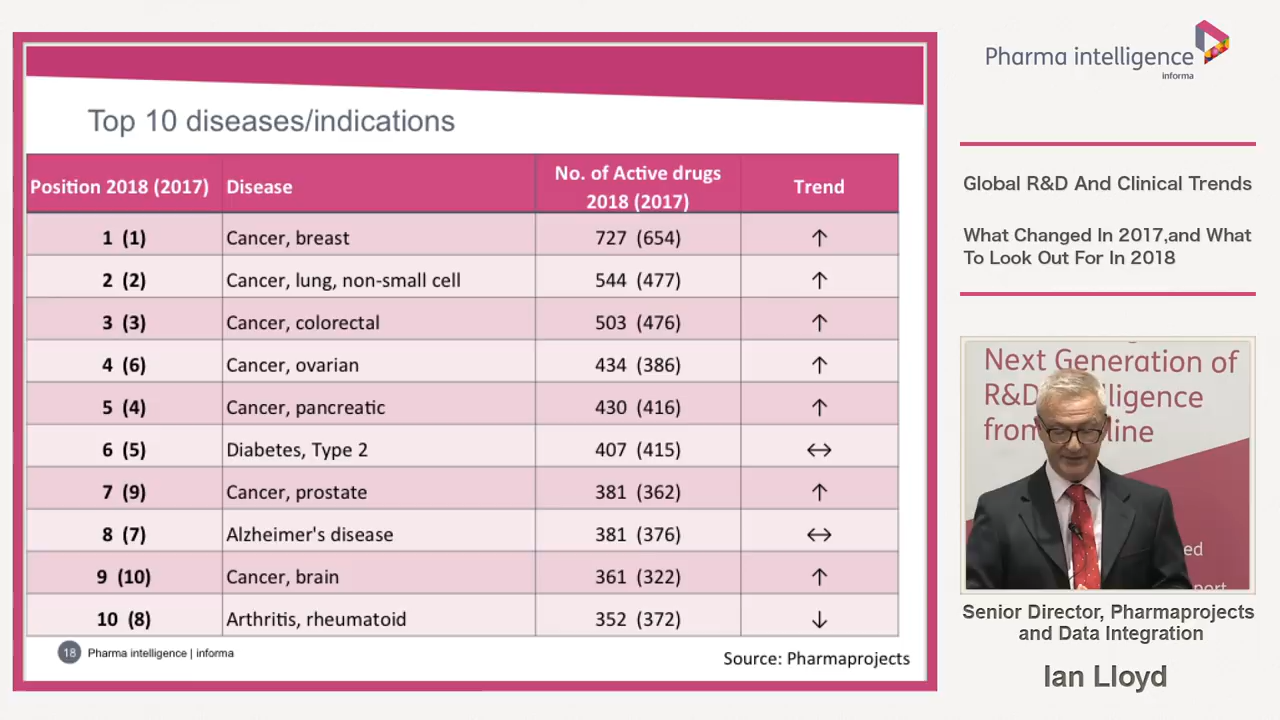 Top 10 diseases/indications
Position 2018 (2017) Disease No. of Active drugs 2018 (2017) Trend
1 (1) Cancer, breast 727 (654) ↑
2 (2) Cancer, lung, non-small cell 544 (477) ↑
3 (3) Cancer, colorectal 503 (476) ↑
4 (6) Cancer, ovarian 434 (386) ↑
5 (4) Cancer, pancreatic 430 (416) ↑
6 (5) Diabetes, Type 2 407 (415) ↔
7 (9) Cancer, prostate 381 (362) ↑
8 (7) Alzheimer's disease 381 (376) ↔
9 (10) Cancer, brain 361 (322) ↑
10 (8) Arthritis, rheumatoid 352 (372) ↓
18 Pharma intelligence | informa
Source: Pharmaprojects
Pharma intelligence
informa
Global R&D And Clinical Trends
What Changed In 2017,and What
To Look Out For In 2018
Next Generation of
R&D
from
Senior Director, Pharmaprojects
and Data Integration
Ian Lloyd